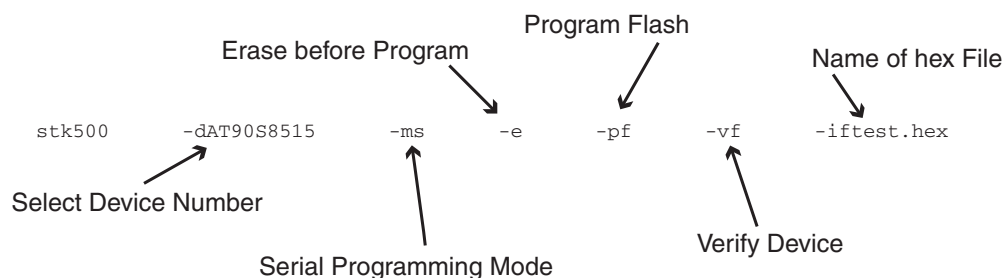 Program Flash
Erase before Program
Name of hex File
stk500 -dAT90S8515 -ms -e -pf -vf -iftest.hex
Select Device Number
Verify Device
Serial Programming Mode